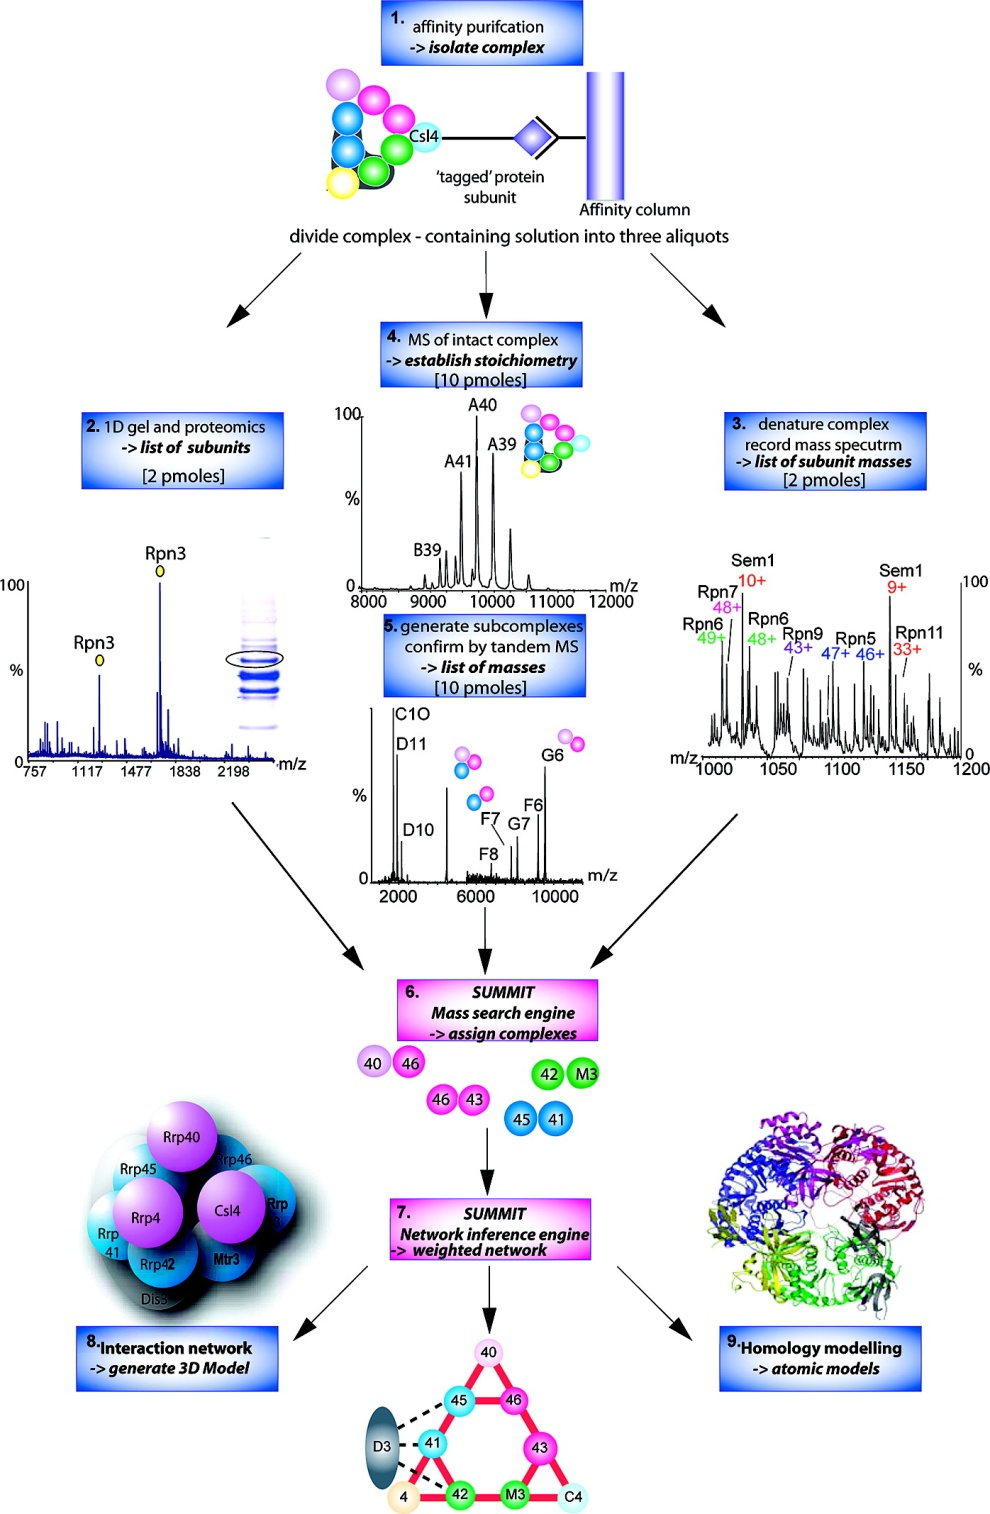 1.
affinity purifcation
-> isolate complex
Csl4
'tagged' protein
subunit
Affinity column
divide complex - containing solution into three aliquots
4. MS of intact complex
-> establish stoichiometry
[10 pmoles]
2. 1D gel and proteomics
-> list of subunits
[2 pmoles]
3. denature complex
record mass specutrm
-> list of subunit masses
[2 pmoles]
100
%
0
A40
A39
A41
B39
8000 9000 10000 11000 12000
m/z
Rpn3
Rpn3
100
%
0
757 1117 1477 1838 2198
m/z
5. generate subcomplexes
confirm by tandem MS
-> list of masses
[10 pmoles]
Sem1
10+
Sem1
9+
Rpn7
48+
Rpn6
49+
Rpn6
48+
Rpn9
43+
Rpn5
47+ 46+
Rpn11
33+
100
%
0
m/z
1000 1050 1100 1150 1200
C10
D11
D10
G6
F6
F7
G7
F8
%
0
2000 6000 10000
m/z
6. SUMMIT
Mass search engine
-> assign complexes
40 46
42 M3
46 43
45 41
Rrp40
Rrp45
Rrp46
Rrp4
Csl4
Rrp
Rrp
41
Rrp42
Mtr3
Dis3
7. SUMMIT
Network inference engine
-> weighted network
8. Interaction network
-> generate 3D Model
9. Homology modelling
-> atomic models
40
45 46
D3
41 43
4 42 M3 C4